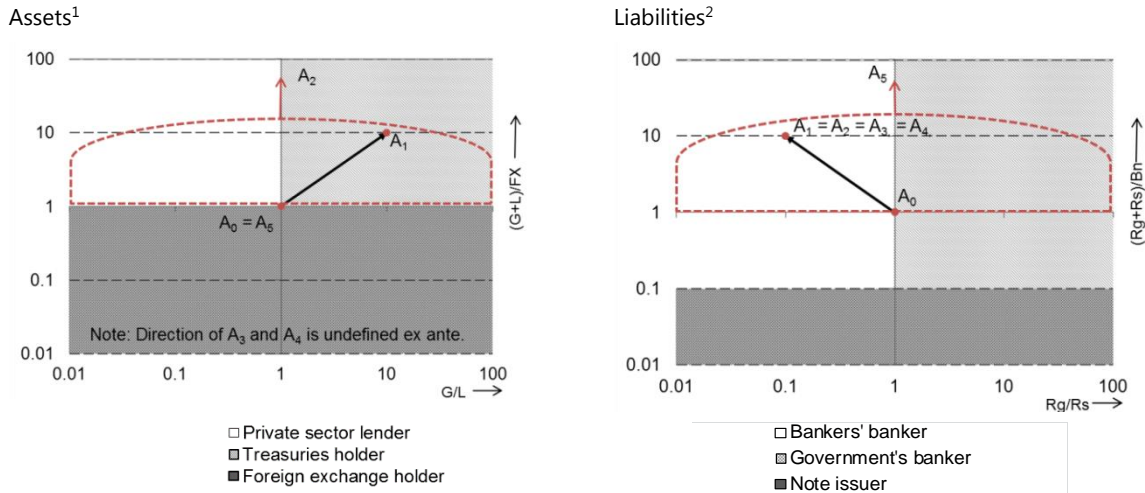 Assets1
100
A2
10
A1
1
A0 = A5
0.1
Note: Direction of A3 and A4 is undefined ex ante.
0.01
0.01 0.1 1 10 100
G/L
(G+L)/FX
Private sector lender
Treasuries holder
Foreign exchange holder
Liabilities2
100
A5
10
A1 = A2 = A3 = A4
1
A0
0.1
0.01
0.01 0.1 1 10 100
Rg/Rs
(Rg+Rs)/Bn
Bankers' banker
Government's banker
Note issuer